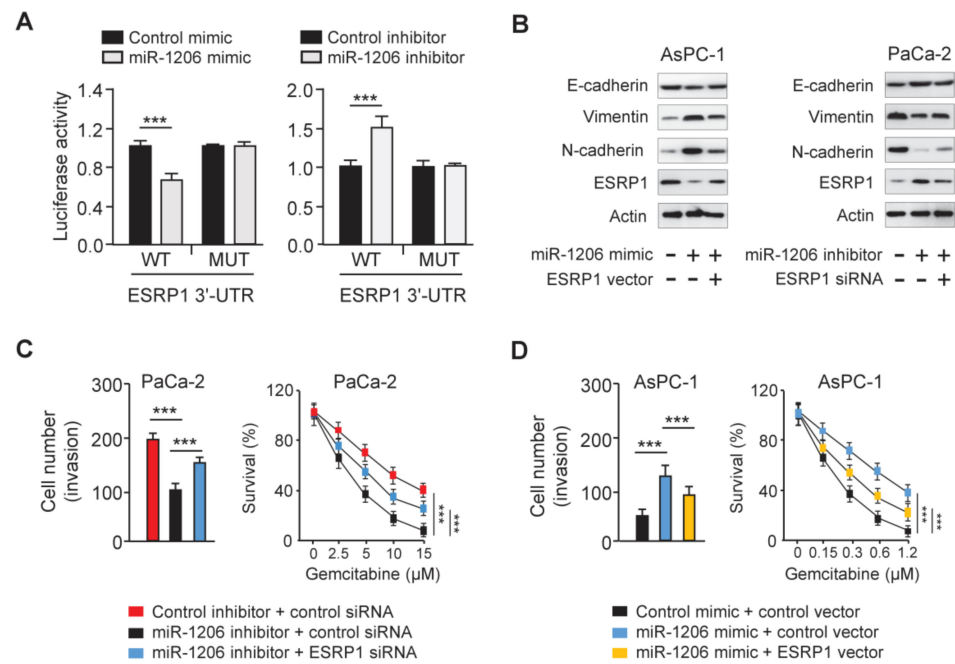 A
Control mimic
miR-1206 mimic
Control inhibitor
miR-1206 inhibitor
Luciferase activity
1.6
1.2
0.8
0.4
0.0
***
WT MUT
ESRP1 3'-UTR
2.0
1.5
1.0
0.5
0.0
***
WT MUT
ESRP1 3'-UTR
B
AsPC-1
E-cadherin
Vimentin
N-cadherin
ESRP1
Actin
miR-1206 mimic - + +
ESRP1 vector - - +
PaCa-2
E-cadherin
Vimentin
N-cadherin
ESRP1
Actin
miR-1206 inhibitor - + +
ESRP1 siRNA - - +
C
PaCa-2
Cell number
(invasion)
300
200
100
0
***
***
PaCa-2
Survival (%)
120
80
40
0
***
***
0 2.5 5 10 15
Gemcitabine (µM)
Control inhibitor + control siRNA
miR-1206 inhibitor + control siRNA
miR-1206 inhibitor + ESRP1 siRNA
D
AsPC-1
Cell number
(invasion)
300
200
100
0
***
***
AsPC-1
Survival (%)
120
80
40
0
***
***
0 0.15 0.3 0.6 1.2
Gemcitabine (µM)
Control mimic + control vector
miR-1206 mimic + control vector
miR-1206 mimic + ESRP1 vector